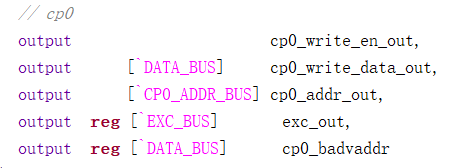 // cp0
output cp0_write_en_out,
output [`DATA_BUS] cp0_write_data_out,
output [`CP0_ADDR_BUS] cp0_addr_out,
output reg [`EXC_BUS] exc_out,
output reg [`DATA_BUS] cp0_badvaddr